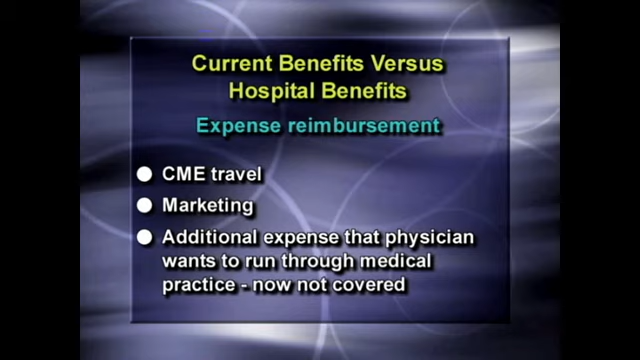 Current Benefits Versus
Hospital Benefits
Expense reimbursement
CME travel
Marketing
Additional expense that physician
wants to run through medical
practice - now not covered